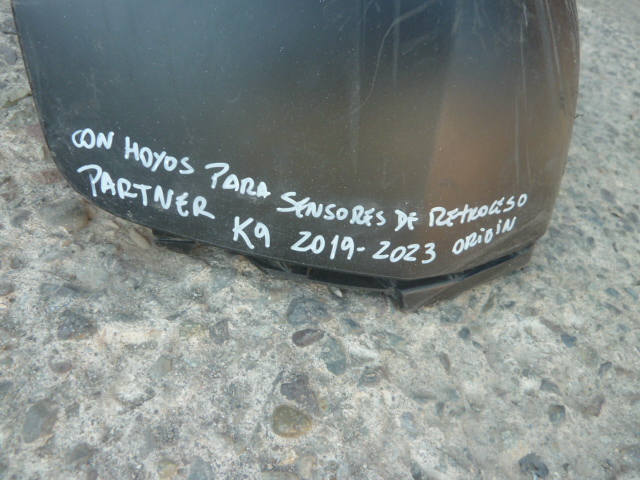 CON HOYOS PARA SENSORES DE RETROCESO
PARTNER K9 2019-2023 ORIGIN